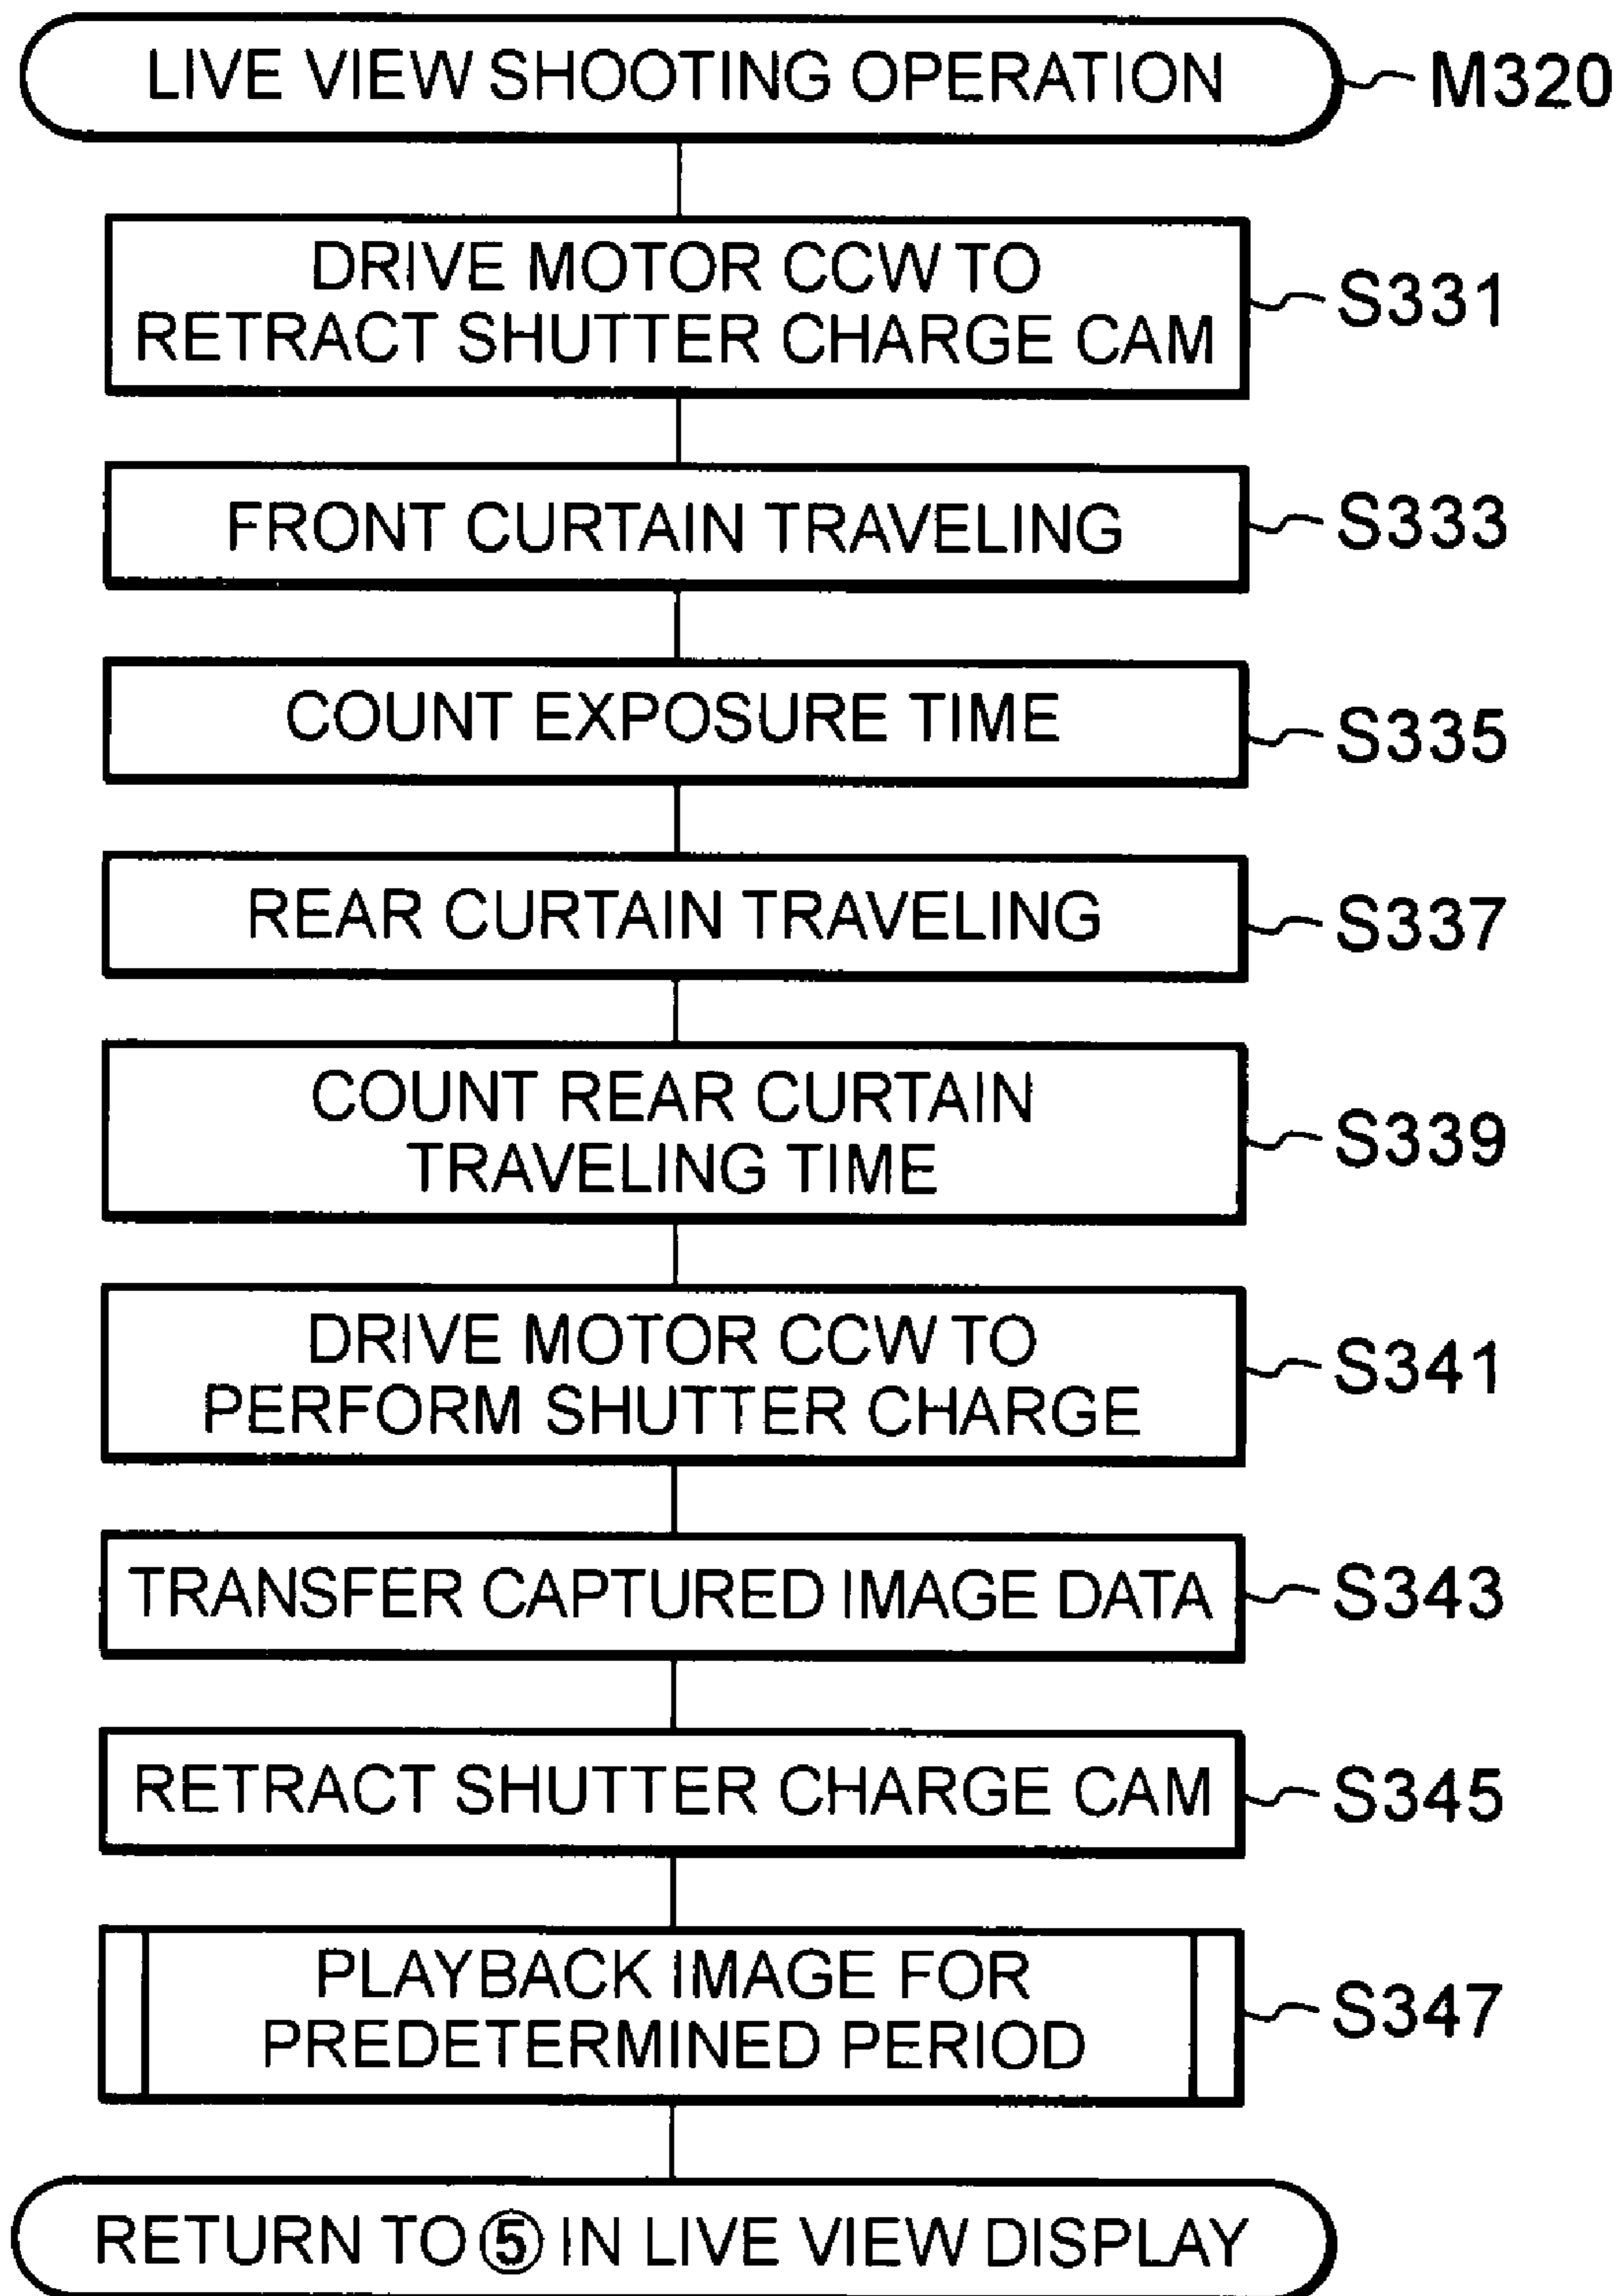 LIVE VIEW SHOOTING OPERATION M320
DRIVE MOTOR CCW TO
RETRACT SHUTTER CHARGE CAM
S331
FRONT CURTAIN TRAVELING S333
COUNT EXPOSURE TIME S335
REAR CURTAIN TRAVELING S337
COUNT REAR CURTAIN
TRAVELING TIME
S339
DRIVE MOTOR CCW TO
PERFORM SHUTTER CHARGE
S341
TRANSFER CAPTURED IMAGE DATA S343
RETRACT SHUTTER CHARGE CAM S345
PLAYBACK IMAGE FOR
PREDETERMINED PERIOD
S347
RETURN TO ⑤ IN LIVE VIEW DISPLAY